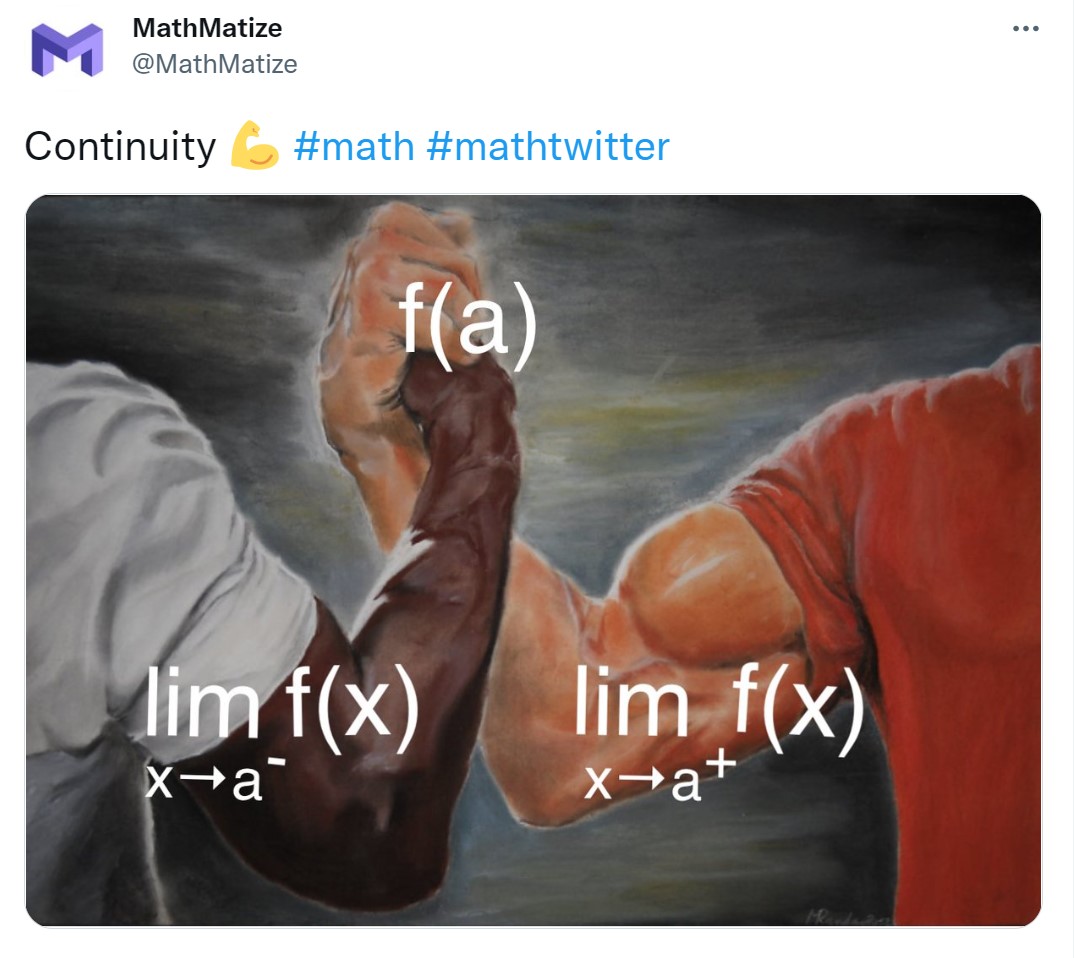 MathMatize
@MathMatize
Continuity 💪 #math #mathtwitter
f(a)
lim f(x)
x→a⁻
lim f(x)
x→a⁺